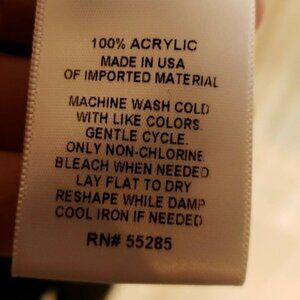 100% ACRYLIC
MADE IN USA
OF IMPORTED MATERIAL
MACHINE WASH COLD
WITH LIKE COLORS.
GENTLE CYCLE.
ONLY NON-CHLORINE
BLEACH WHEN NEEDED
LAY FLAT TO DRY
RESHAPE WHILE DAMP
COOL IRON IF NEEDED
RN# 55285